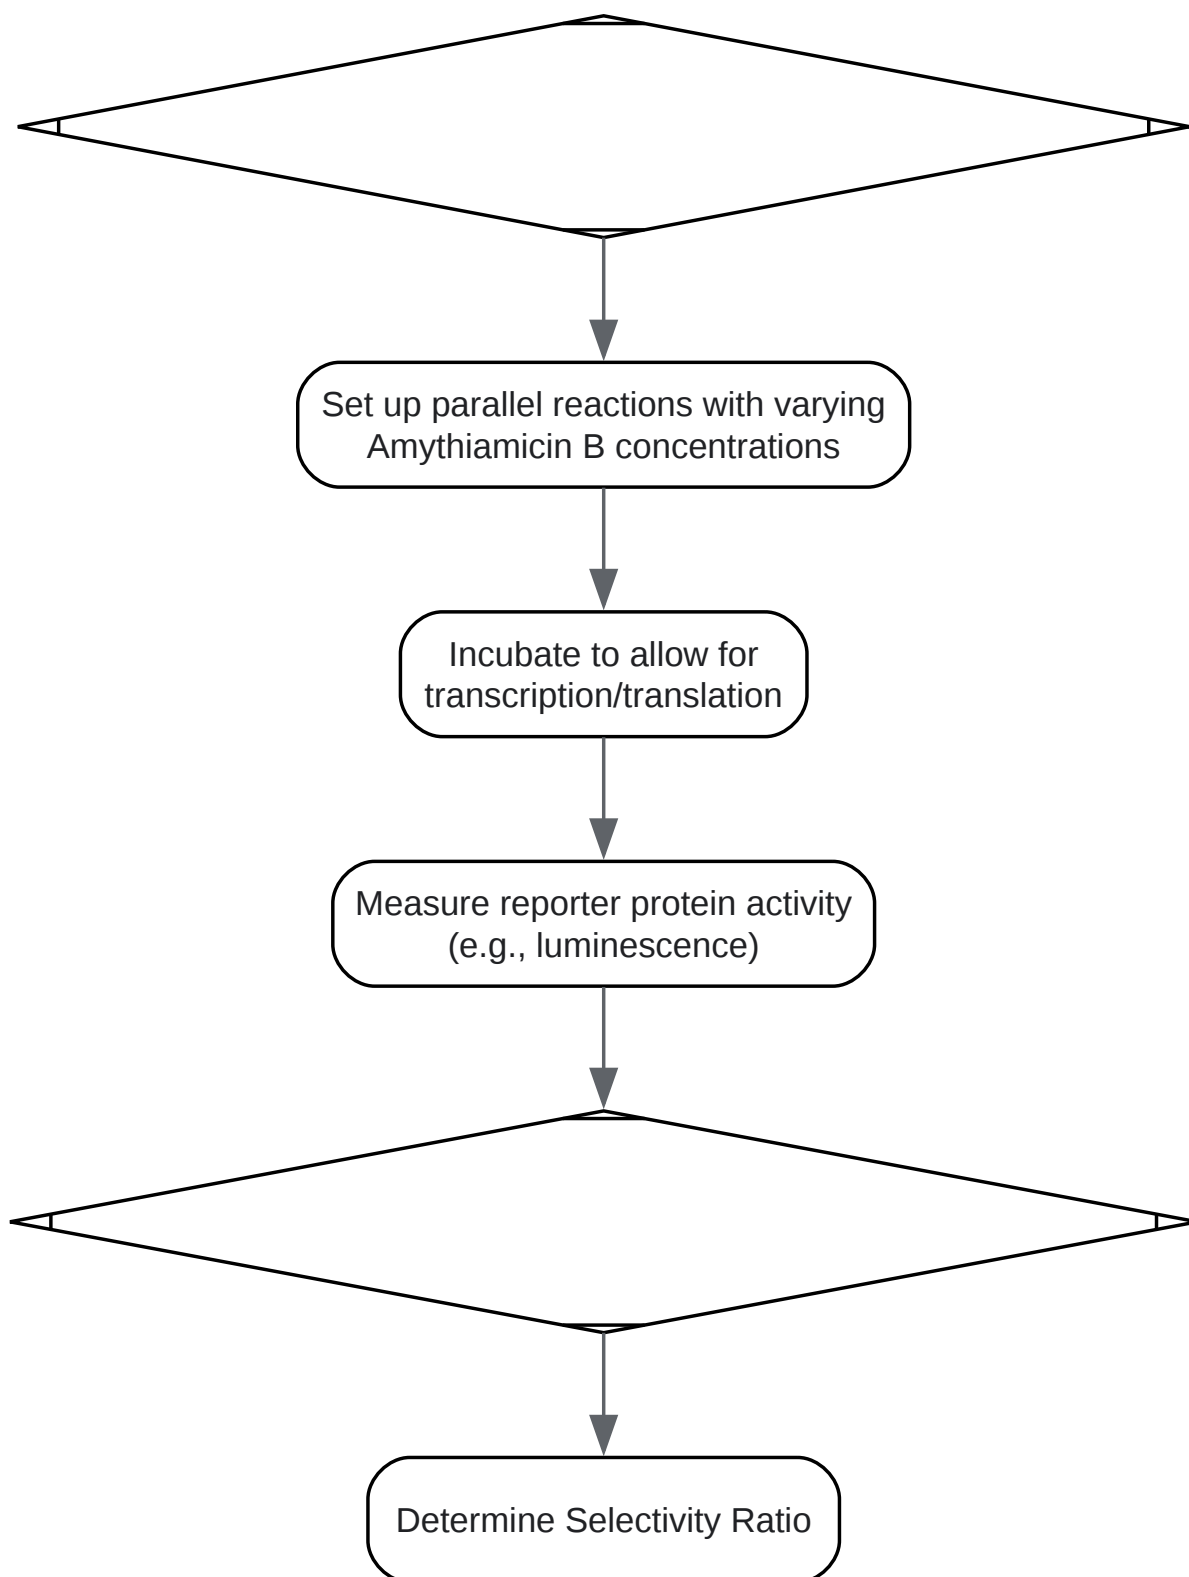 Set up parallel reactions with varying
Amythiamicin B concentrations
Incubate to allow for
transcription/translation
Measure reporter protein activity
(e.g., luminescence)
Determine Selectivity Ratio